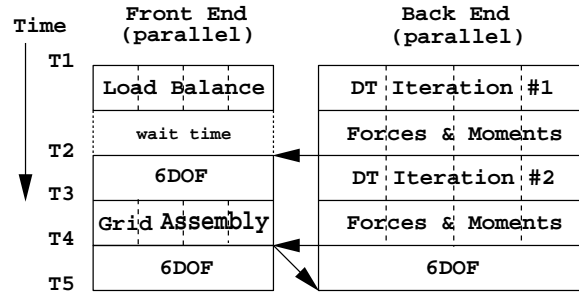 Time
Front End
(parallel)
Back End
(parallel)
T1
Load Balance
DT Iteration #1
wait time
Forces & Moments
T2
6DOF
DT Iteration #2
T3
Grid Assembly
Forces & Moments
T4
6DOF
6DOF
T5